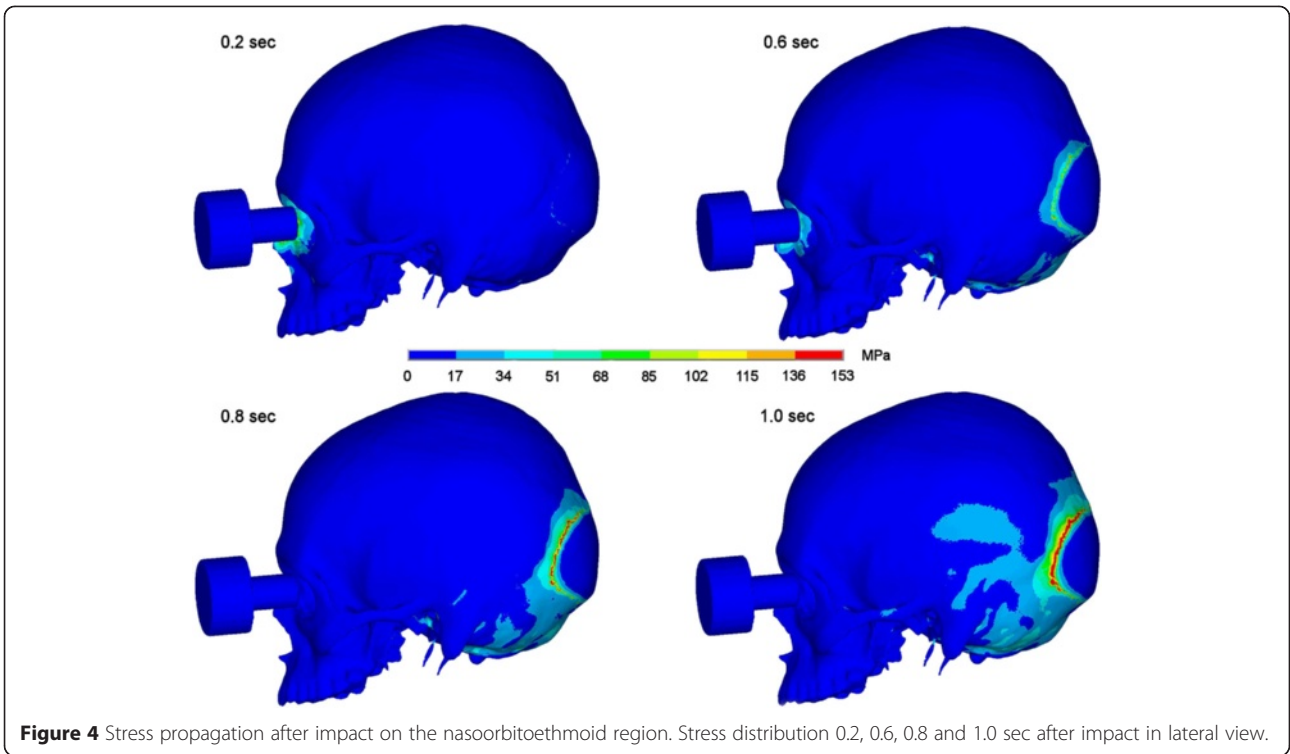 0.2 sec
0.6 sec
MPa
0 17 34 51 68 85 102 115 136 153
0.8 sec
1.0 sec
Figure 4 Stress propagation after impact on the nasoorbitoethmoid region. Stress distribution 0.2, 0.6, 0.8 and 1.0 sec after impact in lateral view.